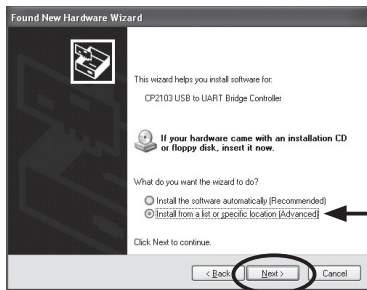 Found New Hardware Wizard
This wizard helps you install software for:
CP2103 USB to UART Bridge Controller
If your hardware came with an installation CD
or floppy disk, insert it now.
What do you want the wizard to do?
Install the software automatically (Recommended)
Install from a list or specific location (Advanced)
Click Next to continue.
< Back
Next >
Cancel